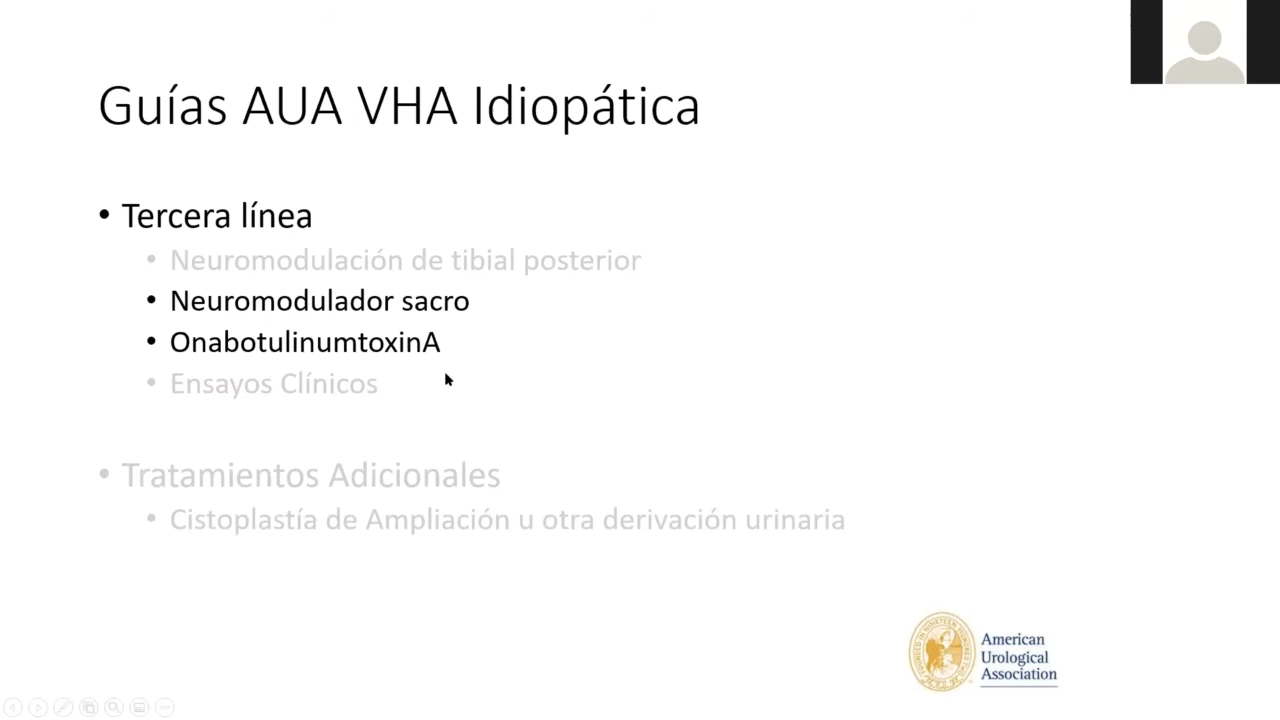 Guías AUA VHA Idiopática
• Tercera línea
• Neuromodulación de tibial posterior
• Neuromodulador sacro
• OnabotulinumtoxinA
• Ensayos Clínicos
• Tratamientos Adicionales
• Cistoplastía de Ampliación u otra derivación urinaria
American
Urological
Association